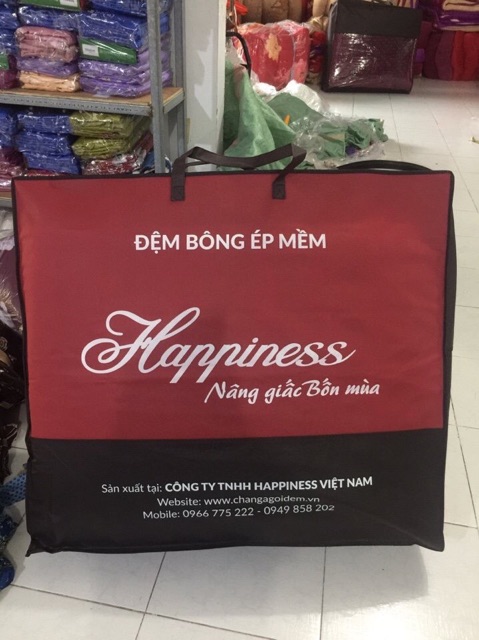 ĐỆM BÔNG ÉP MỀM
Happiness
Nâng giấc Bốn mùa
Sản xuất tại: CÔNG TY TNHH HAPPINESS VIỆT NAM
Website: www.changagoidem.vn
Mobile: 0966 775 222 - 0949 858 202